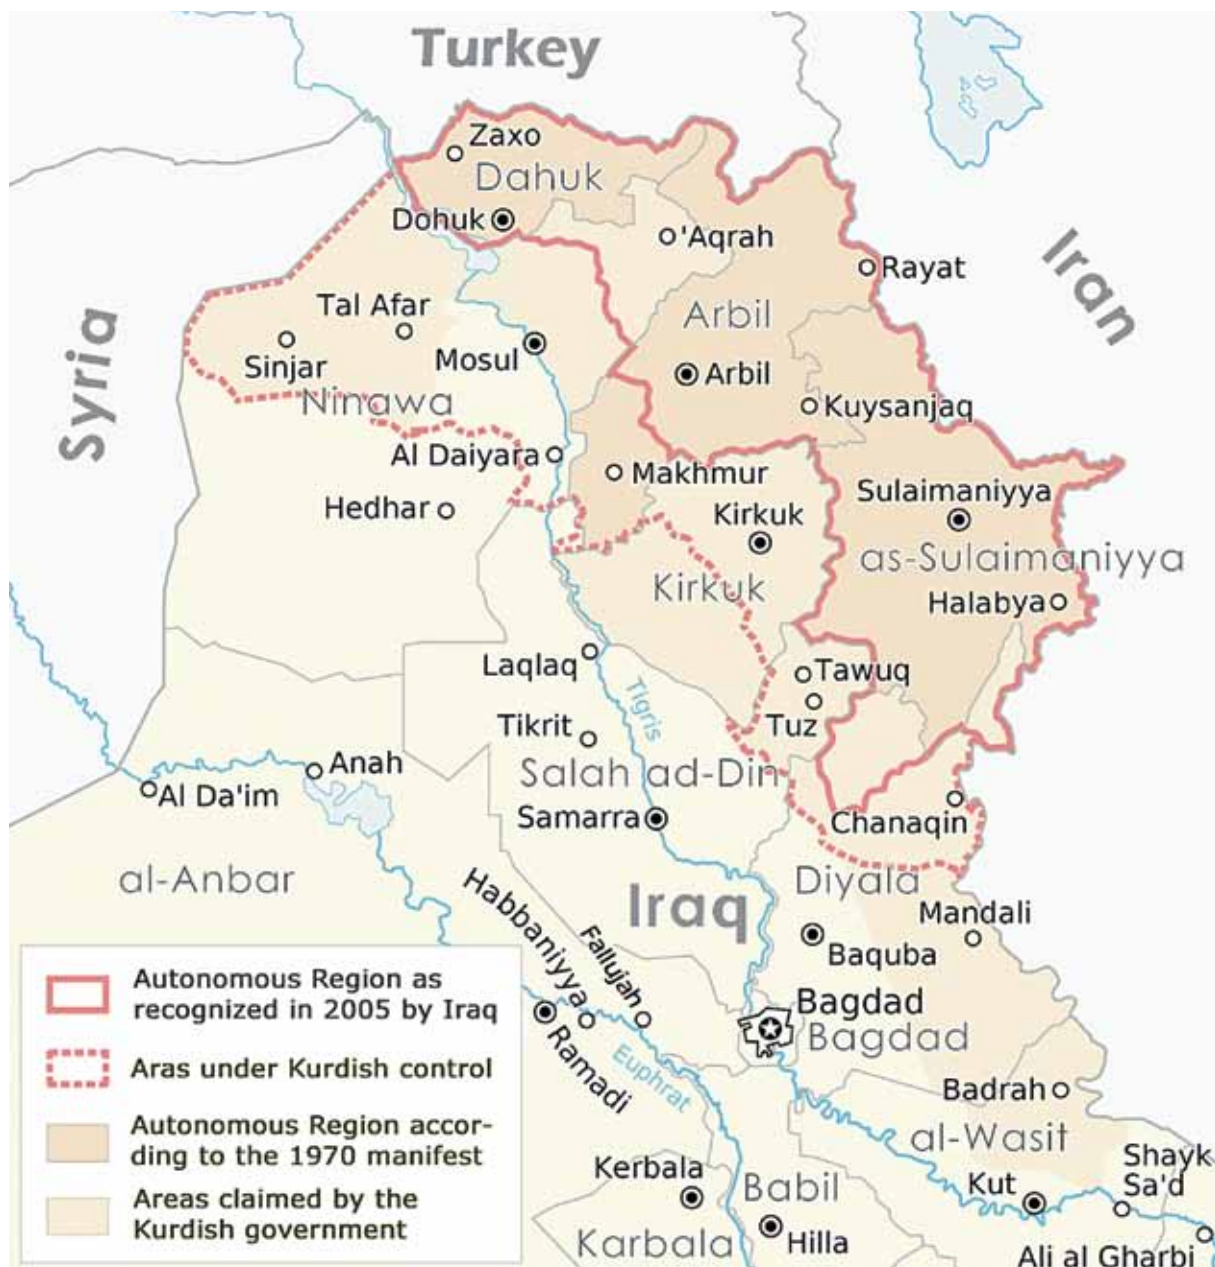 Turkey
Zaxo
Dahuk
Dohuk
'Aqrah
Rayat
Iran
Syria
Tal Afar
Sinjar
Mosul
Ninawa
Arbil
Arbil
Kuysanjaq
Al Daiyara
Makhmur
Hedhar
Kirkuk
Sulaimaniyya
as-Sulaimaniyya
Kirkuk
Halabya
Laqlaq
Tigris
Tawuq
Tuz
Tikrit
Salah ad-Din
Anah
Al Da'im
Samarra
Chanaqin
al-Anbar
Iraq
Diyala
Mandali
Habbaniyya
Fallujah
Baquba
Bagdad
Bagdad
Ramadi
Euphrat
Badrah
al-Wasit
Shayk
Sa'd
Kerbala
Babil
Kut
Karbala
Hilla
Ali al Gharbi
Autonomous Region as
recognized in 2005 by Iraq
Aras under Kurdish control
Autonomous Region accor-
ding to the 1970 manifest
Areas claimed by the
Kurdish government